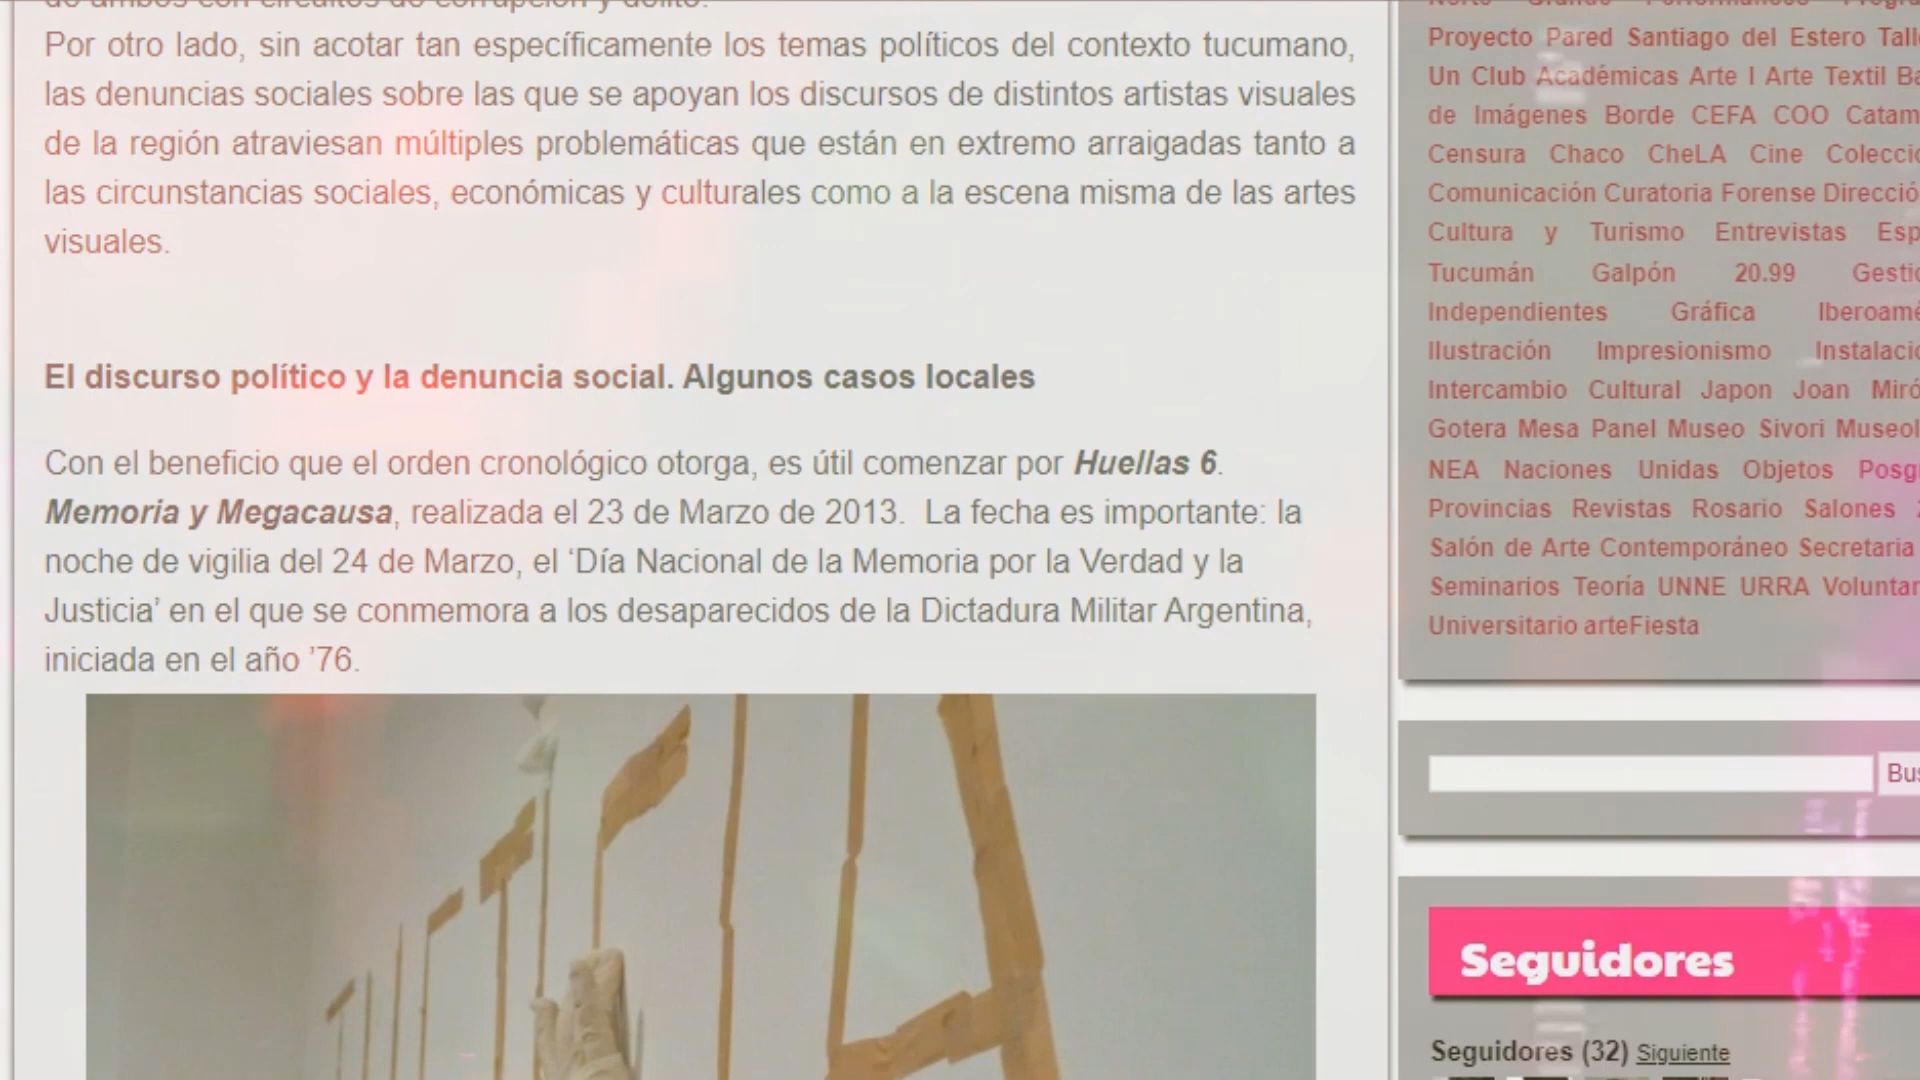 Por otro lado, sin acotar tan específicamente los temas políticos del contexto tucumano,
las denuncias sociales sobre las que se apoyan los discursos de distintos artistas visuales
de la región atraviesan múltiples problemáticas que están en extremo arraigadas tanto a
las circunstancias sociales, económicas y culturales como a la escena misma de las artes
visuales.
El discurso político y la denuncia social. Algunos casos locales
Con el beneficio que el orden cronológico otorga, es útil comenzar por Huellas 6.
Memoria y Megacausa, realizada el 23 de Marzo de 2013. La fecha es importante: la
noche de vigilia del 24 de Marzo, el ‘Día Nacional de la Memoria por la Verdad y la
Justicia’ en el que se conmemora a los desaparecidos de la Dictadura Militar Argentina,
iniciada en el año ’76.
Proyecto Pared Santiago del Estero
Un Club Académicas Arte I Arte Textil
de Imágenes Borde CEFA COO
Censura Chaco CheLA Cine
Comunicación Curatoria Forense
Cultura y Turismo Entrevistas
Tucumán Galpón 20.99
Independientes Gráfica
Ilustración Impresionismo
Intercambio Cultural Japon Joan Miró
Gotera Mesa Panel Museo Sivori
NEA Naciones Unidas Objetos
Provincias Revistas Rosario Salones
Salón de Arte Contemporáneo Secretaria
Seminarios Teoría UNNE URRA
Universitario arteFiesta
Seguidores
Seguidores (32) Siguiente